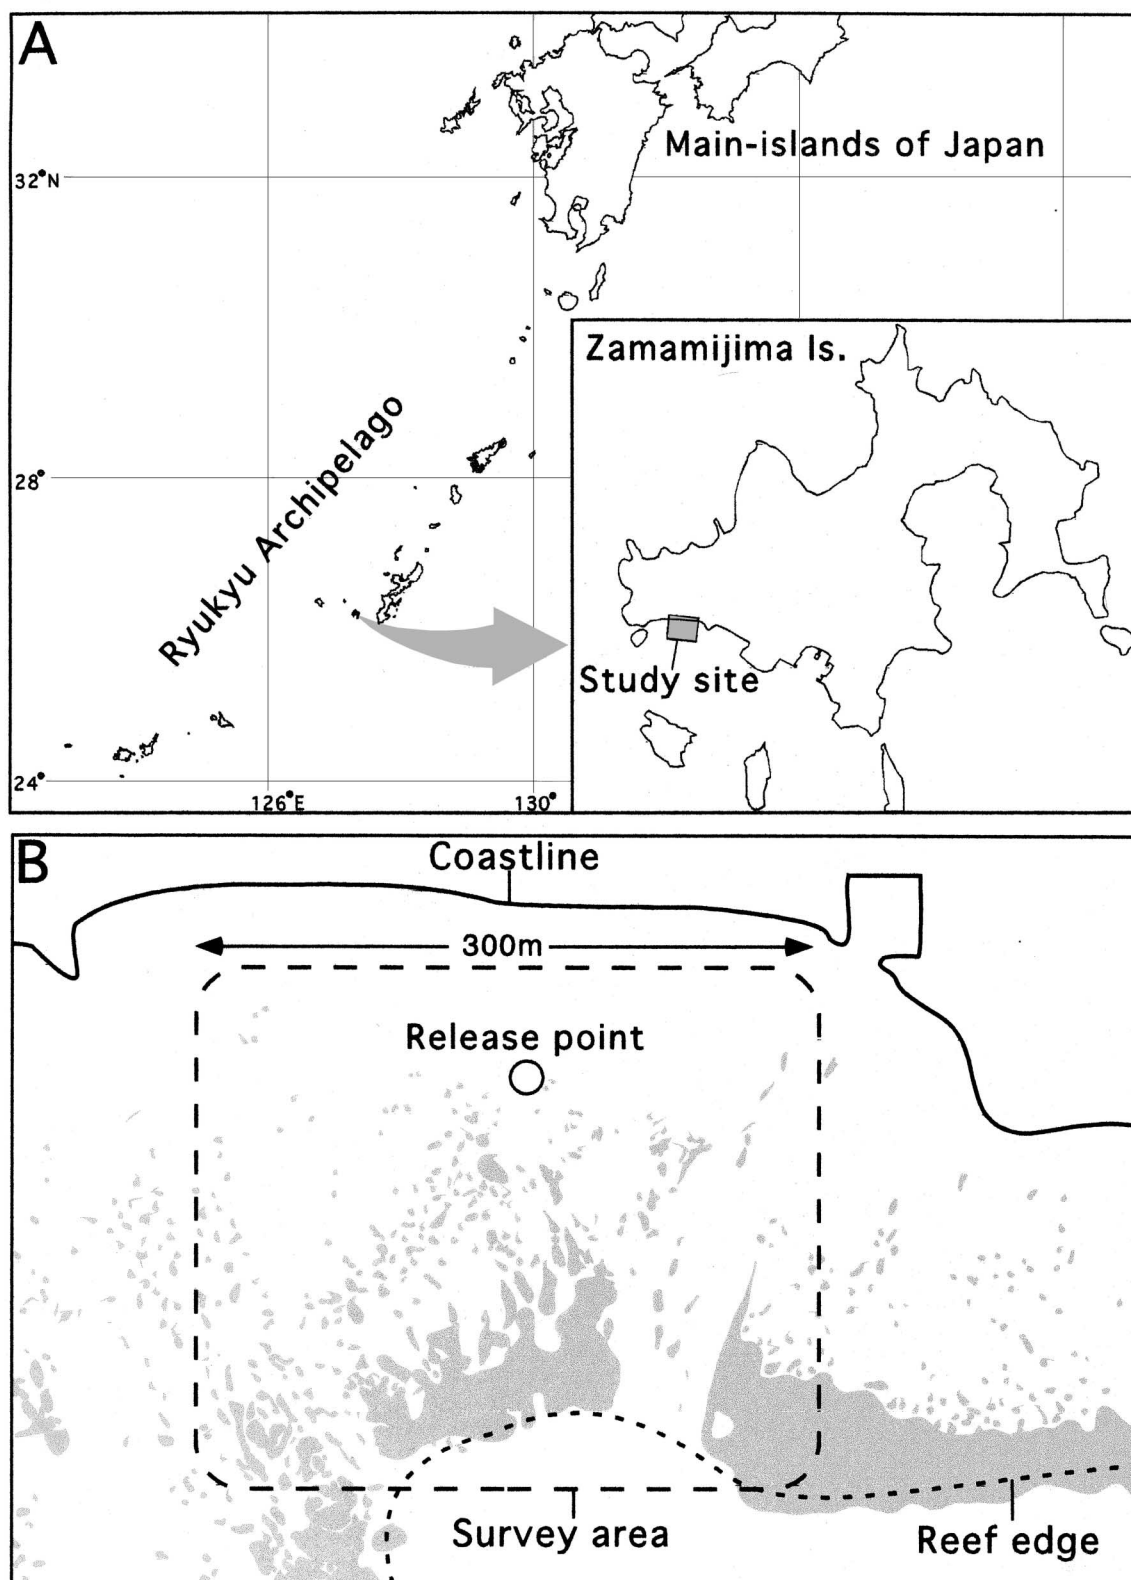 A
Main-islands of Japan
32°N
Zamamijima Is.
Ryukyu Archipelago
28°
Study site
24°
126°E
130°
B
Coastline
300m
Release point
Survey area
Reef edge